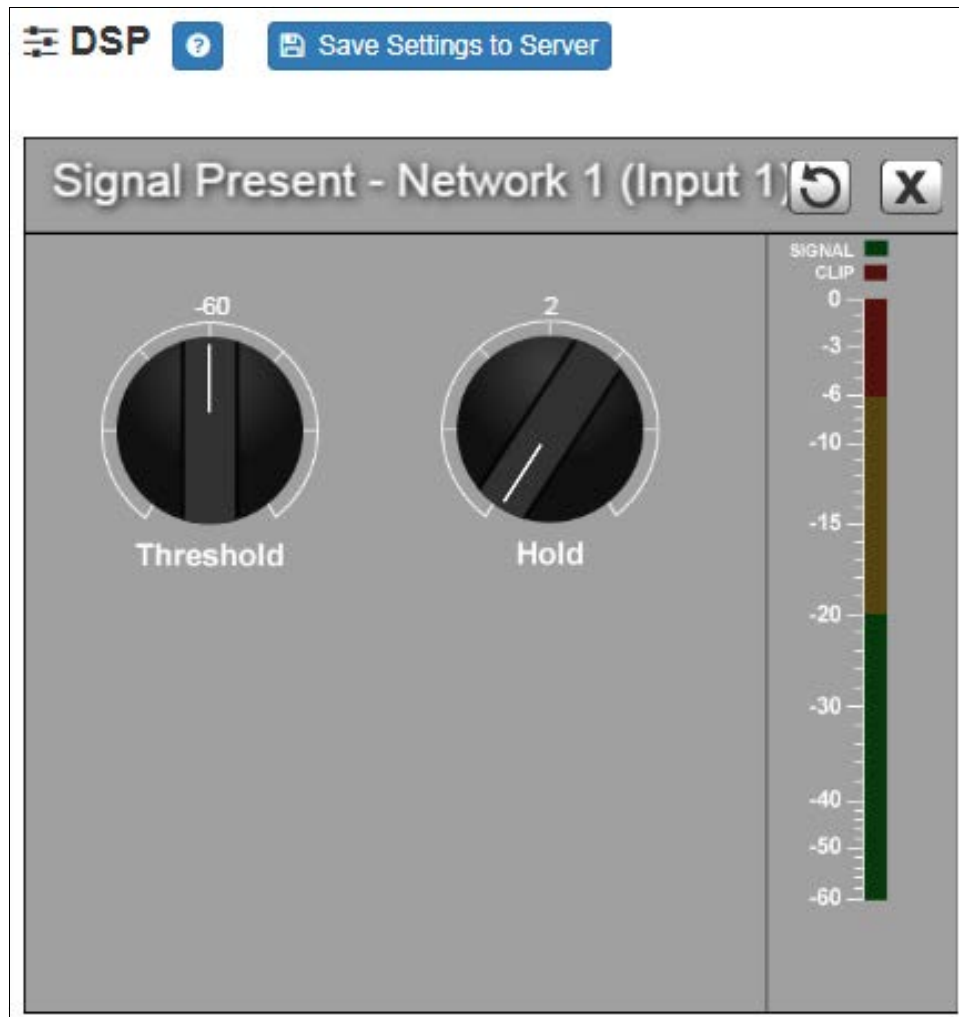 DSP ? Save Settings to Server
Signal Present - Network 1 (Input 1) X
SIGNAL
CLIP
-60 2
Threshold Hold
0
-3
-6
-10
-15
-20
-30
-40
-50
-60